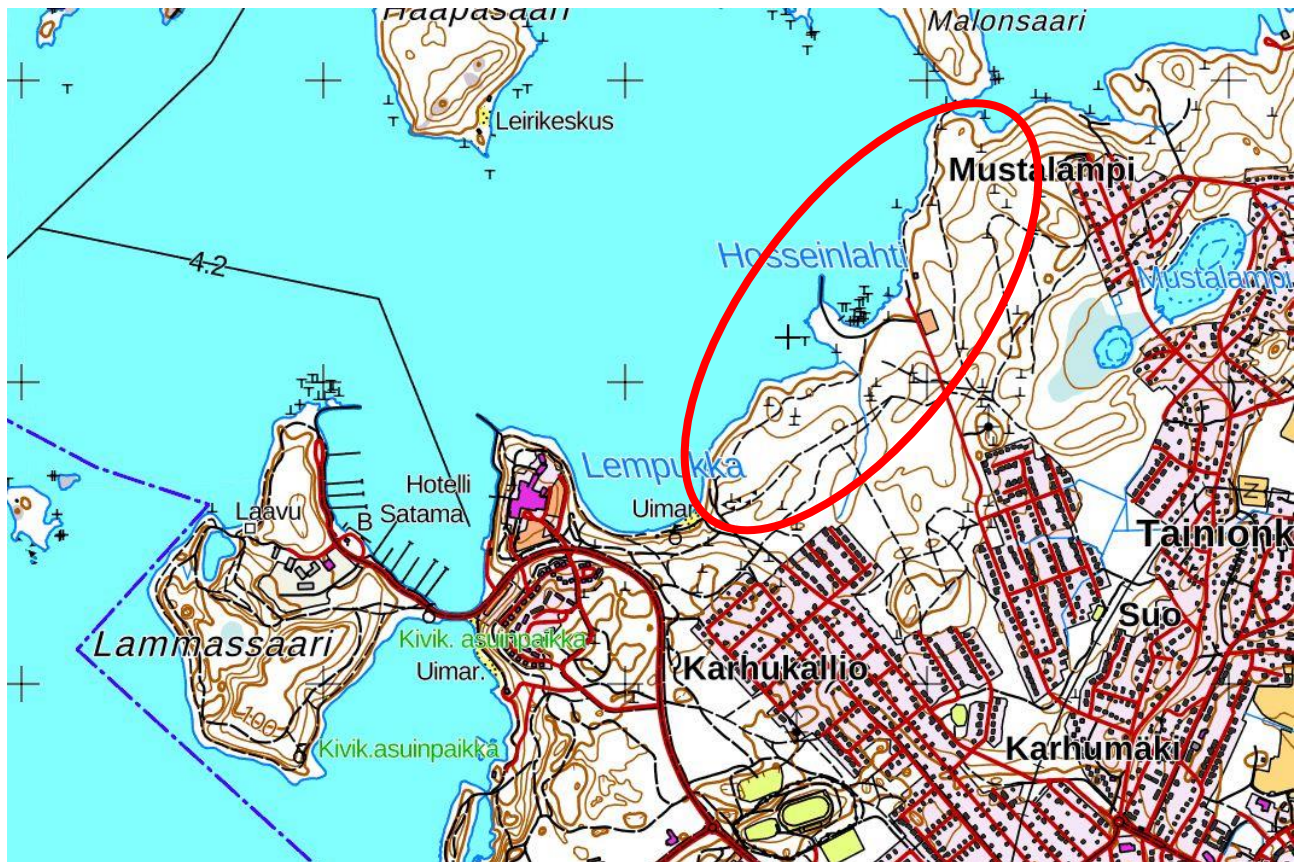 Haapasaari
Malonsaari
Leirikeskus
Mustalampi
Hosseinlahti
4.2
Mustalampi
Lempukka
Hotelli
Satama
Uimar.
Laavu
B
Tainionk
Suo
Lammassaari
Kivik. asuinpaikka
Uimar.
Karhukallio
100
Kivik.asuinpaikka
Karhumäki